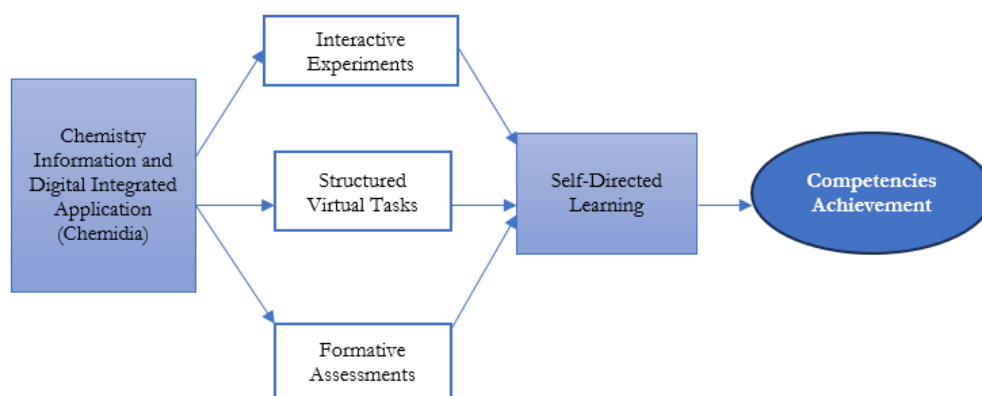 Interactive
Experiments
Chemistry
Information and
Digital Integrated
Application
(Chemidia)
Structured
Virtual Tasks
Self-Directed
Learning
Competencies
Achievement
Formative
Assessments